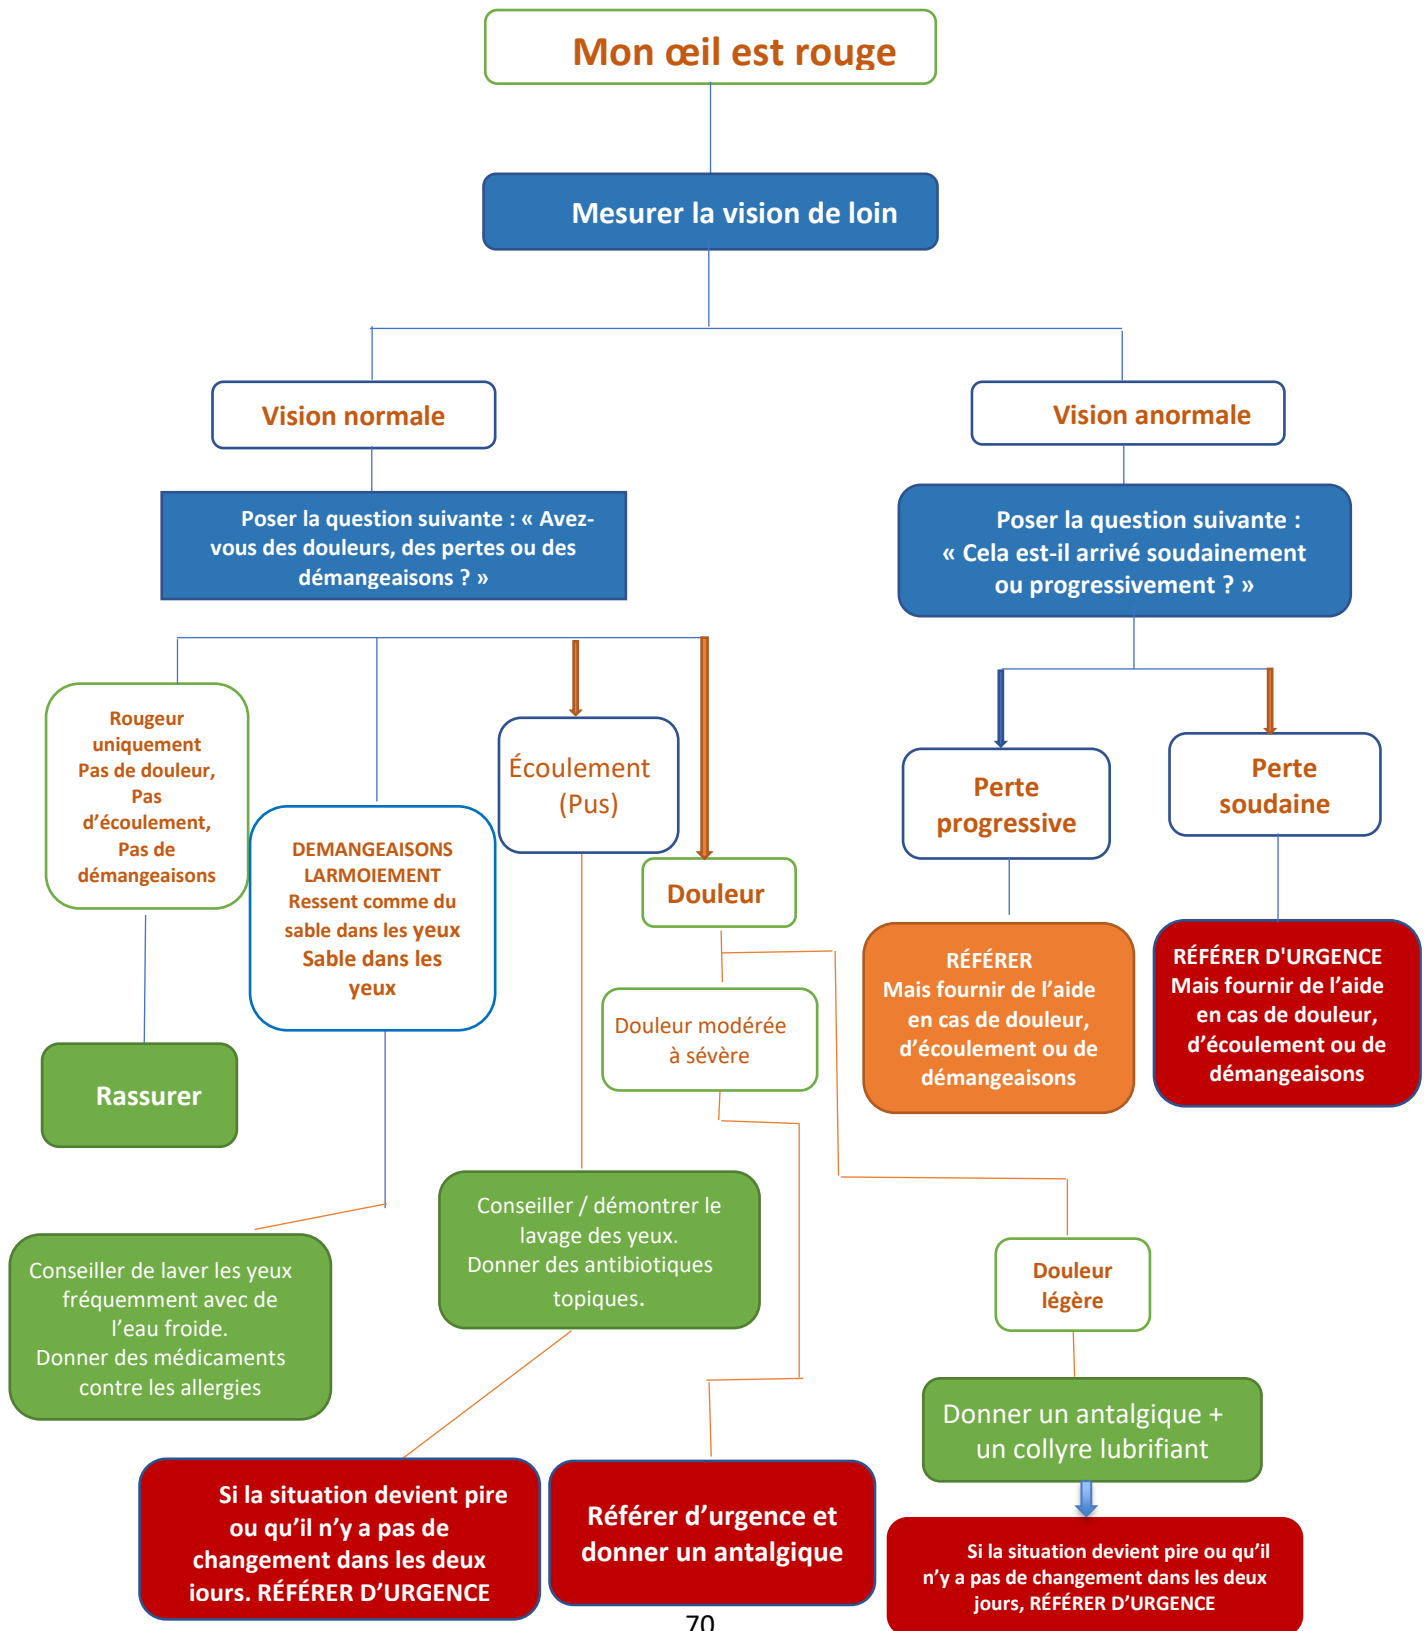 Mon œil est rouge
Mesurer la vision de loin
Vision normale
Vision anormale
Poser la question suivante : « Avez-
vous des douleurs, des pertes ou des
démangeaisons ? »
Poser la question suivante :
« Cela est-il arrivé soudainement
ou progressivement ? »
Rougeur
uniquement
Pas de douleur,
Pas
d’écoulement,
Pas de
démangeaisons
DEMANGEAISONS
LARMOIEMENT
Ressent comme du
sable dans les yeux
Sable dans les
yeux
Écoulement
(Pus)
Douleur
Perte
progressive
Perte
soudaine
Douleur modérée
à sévère
RÉFÉRER
Mais fournir de l’aide
en cas de douleur,
d’écoulement ou de
démangeaisons
RÉFÉRER D'URGENCE
Mais fournir de l’aide
en cas de douleur,
d’écoulement ou de
démangeaisons
Rassurer
Conseiller / démontrer le
lavage des yeux.
Donner des antibiotiques
topiques.
Conseiller de laver les yeux
fréquemment avec de
l’eau froide.
Donner des médicaments
contre les allergies
Douleur
légère
Donner un antalgique +
un collyre lubrifiant
Si la situation devient pire
ou qu’il n’y a pas de
changement dans les deux
jours. RÉFÉRER D’URGENCE
Référer d’urgence et
donner un antalgique
Si la situation devient pire ou qu’il
n’y a pas de changement dans les deux
jours, RÉFÉRER D’URGENCE
70